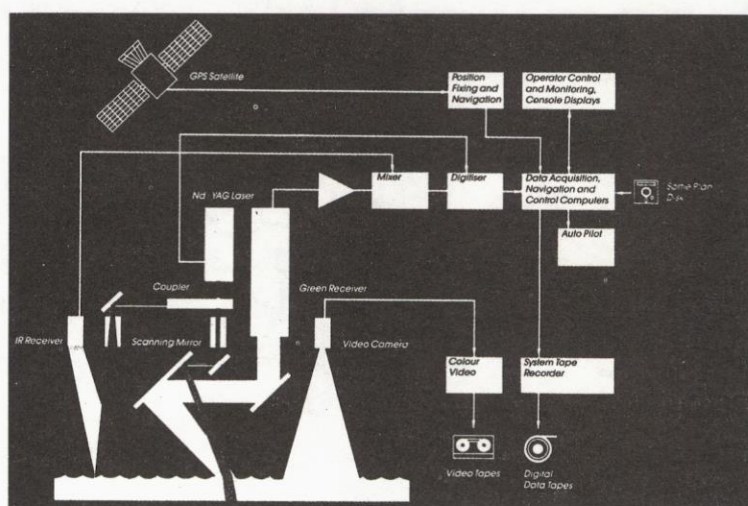 GPS Satellite
Position
Fixing and
Navigation
Operator Control
and Monitoring,
Console Displays
Nd : YAG Laser
Mixer
Digitiser
Data Acquisition,
Navigation and
Control Computers
Disk
Auto Pilot
Coupler
Green Receiver
IR Receiver
Scanning Mirror
Video Camera
Colour
Video
System Tape
Recorder
Video Tapes
Digital
Data Tapes